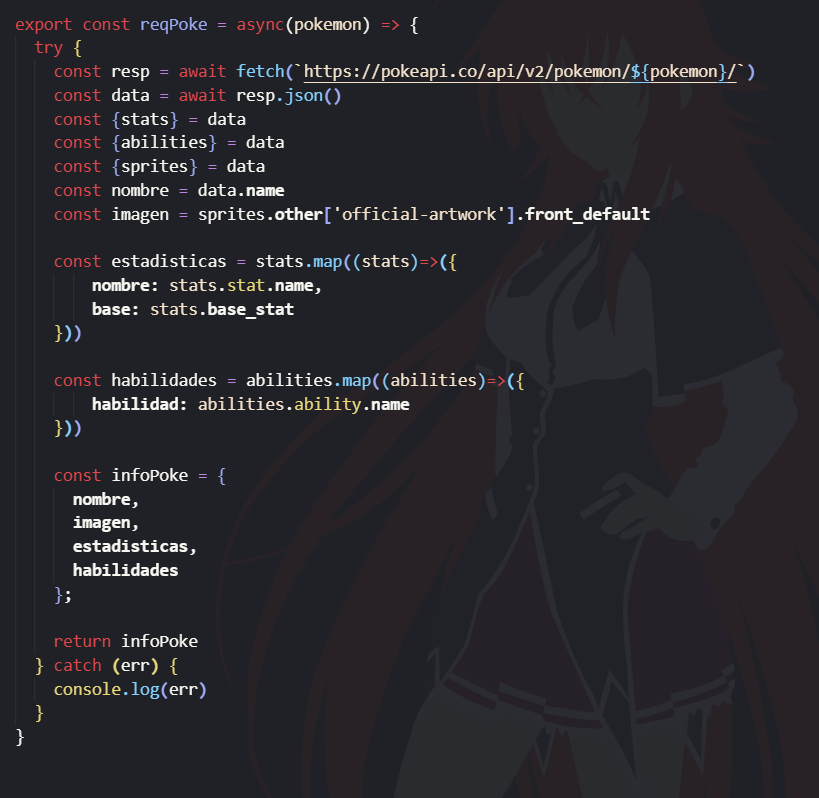 export const reqPoke = async(pokemon) => {
  try {
    const resp = await fetch(`https://pokeapi.co/api/v2/pokemon/${pokemon}/`)
    const data = await resp.json()
    const {stats} = data
    const {abilities} = data
    const {sprites} = data
    const nombre = data.name
    const imagen = sprites.other['official-artwork'].front_default

    const estadisticas = stats.map((stats)=>({
        nombre: stats.stat.name,
        base: stats.base_stat
    }))

    const habilidades = abilities.map((abilities)=>({
        habilidad: abilities.ability.name
    }))

    const infoPoke = {
      nombre,
      imagen,
      estadisticas,
      habilidades
    };

    return infoPoke
  } catch (err) {
    console.log(err)
  }
}